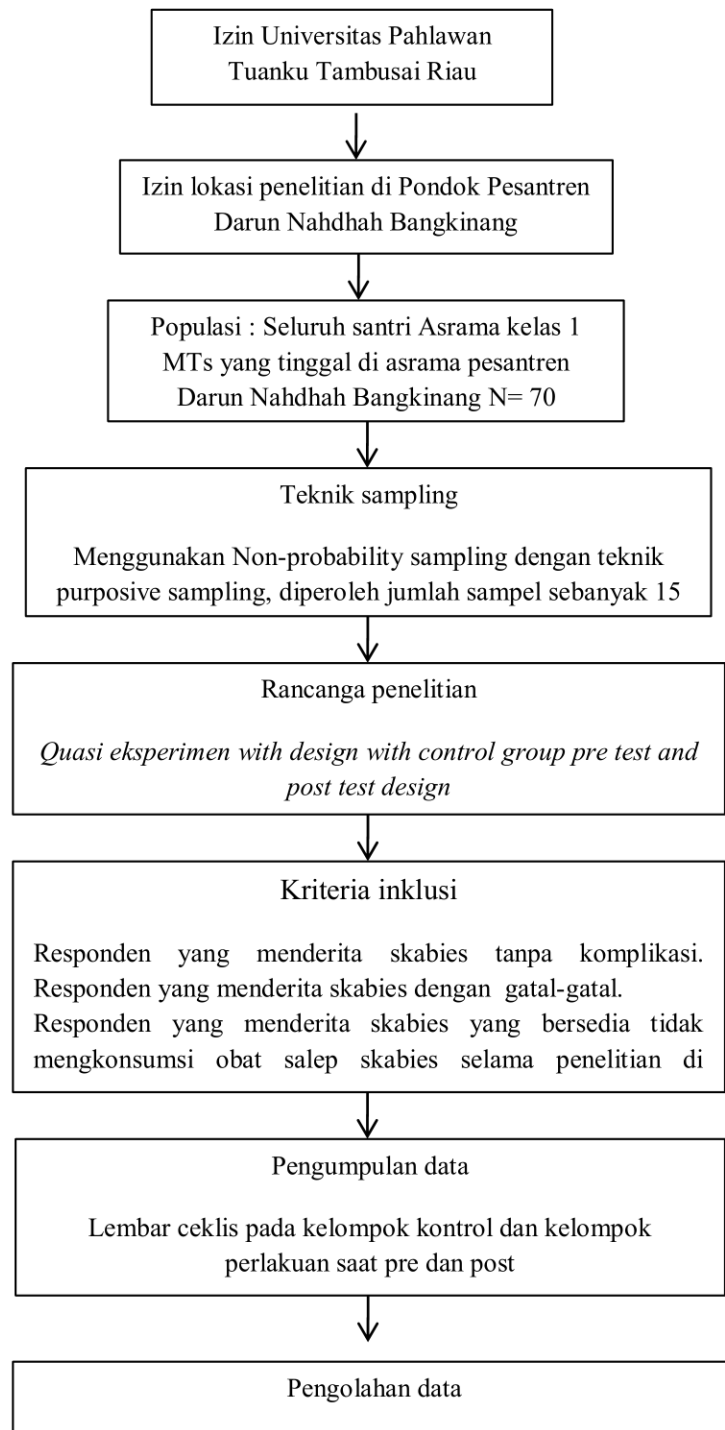 Izin Universitas Pahlawan
Tuanku Tambusai Riau
Izin lokasi penelitian di Pondok Pesantren
Darun Nahdhah Bangkinang
Populasi : Seluruh santri Asrama kelas 1
MTs yang tinggal di asrama pesantren
Darun Nahdhah Bangkinang N= 70
Teknik sampling
Menggunakan Non-probability sampling dengan teknik
purposive sampling, diperoleh jumlah sampel sebanyak 15
Rancanga penelitian
Quasi eksperimen with design with control group pre test and
post test design
Kriteria inklusi
Responden yang menderita skabies tanpa komplikasi.
Responden yang menderita skabies dengan gatal-gatal.
Responden yang menderita skabies yang bersedia tidak
mengkonsumsi obat salep skabies selama penelitian di
Pengumpulan data
Lembar ceklis pada kelompok kontrol dan kelompok
perlakuan saat pre dan post
Pengolahan data